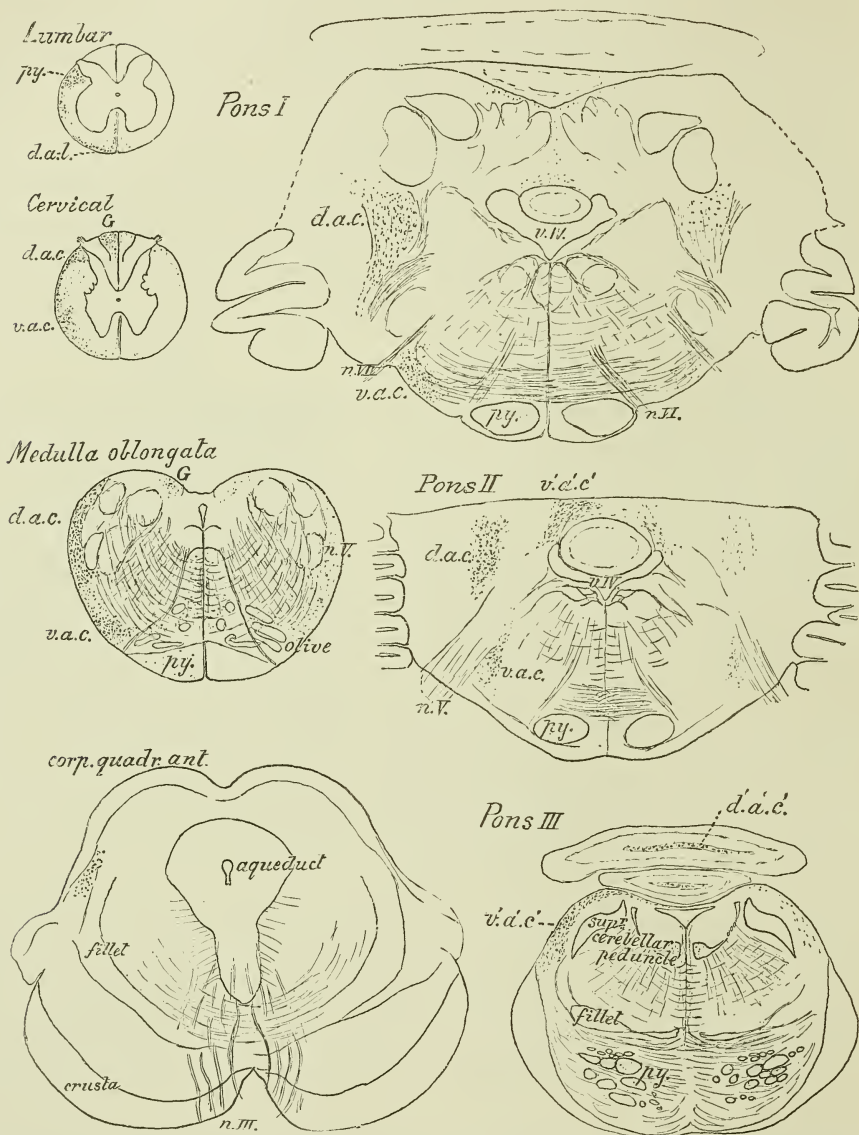 Lumbar
py.
d.a.l.
Pons I
d.a.c.
v.IV.
n.VII.
v.a.c.
py.
n.VI.
Cervical
G
d.a.c.
v.a.c.
Medulla oblongata
G
d.a.c.
n.V.
v.a.c.
olive
py.
Pons II
v'.a'.c'
d.a.c.
v.IV
v.a.c.
n.V.
py.
corp. quadr. ant.
aqueduct
fillet
crusta
n.III.
Pons III
d'.a'.c'.
v'.a'.c'
supr
cerebellar
peduncle
fillet
py.